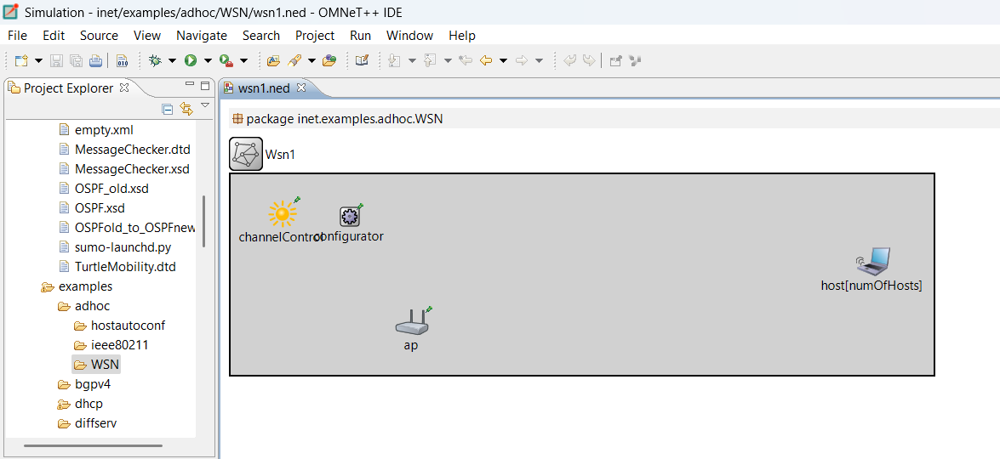 Simulation - inet/examples/adhoc/WSN/wsn1.ned - OMNeT++ IDE
File Edit Source View Navigate Search Project Run Window Help
010
Project Explorer
empty.xml
MessageChecker.dtd
MessageChecker.xsd
OSPF_old.xsd
OSPF.xsd
OSPFold_to_OSPFnew
sumo-launchd.py
TurtleMobility.dtd
examples
adhoc
hostautoconf
ieee80211
WSN
bgpv4
dhcp
diffserv
wsn1.ned
package inet.examples.adhoc.WSN
Wsn1
channelControl
configurator
host[numOfHosts]
ap